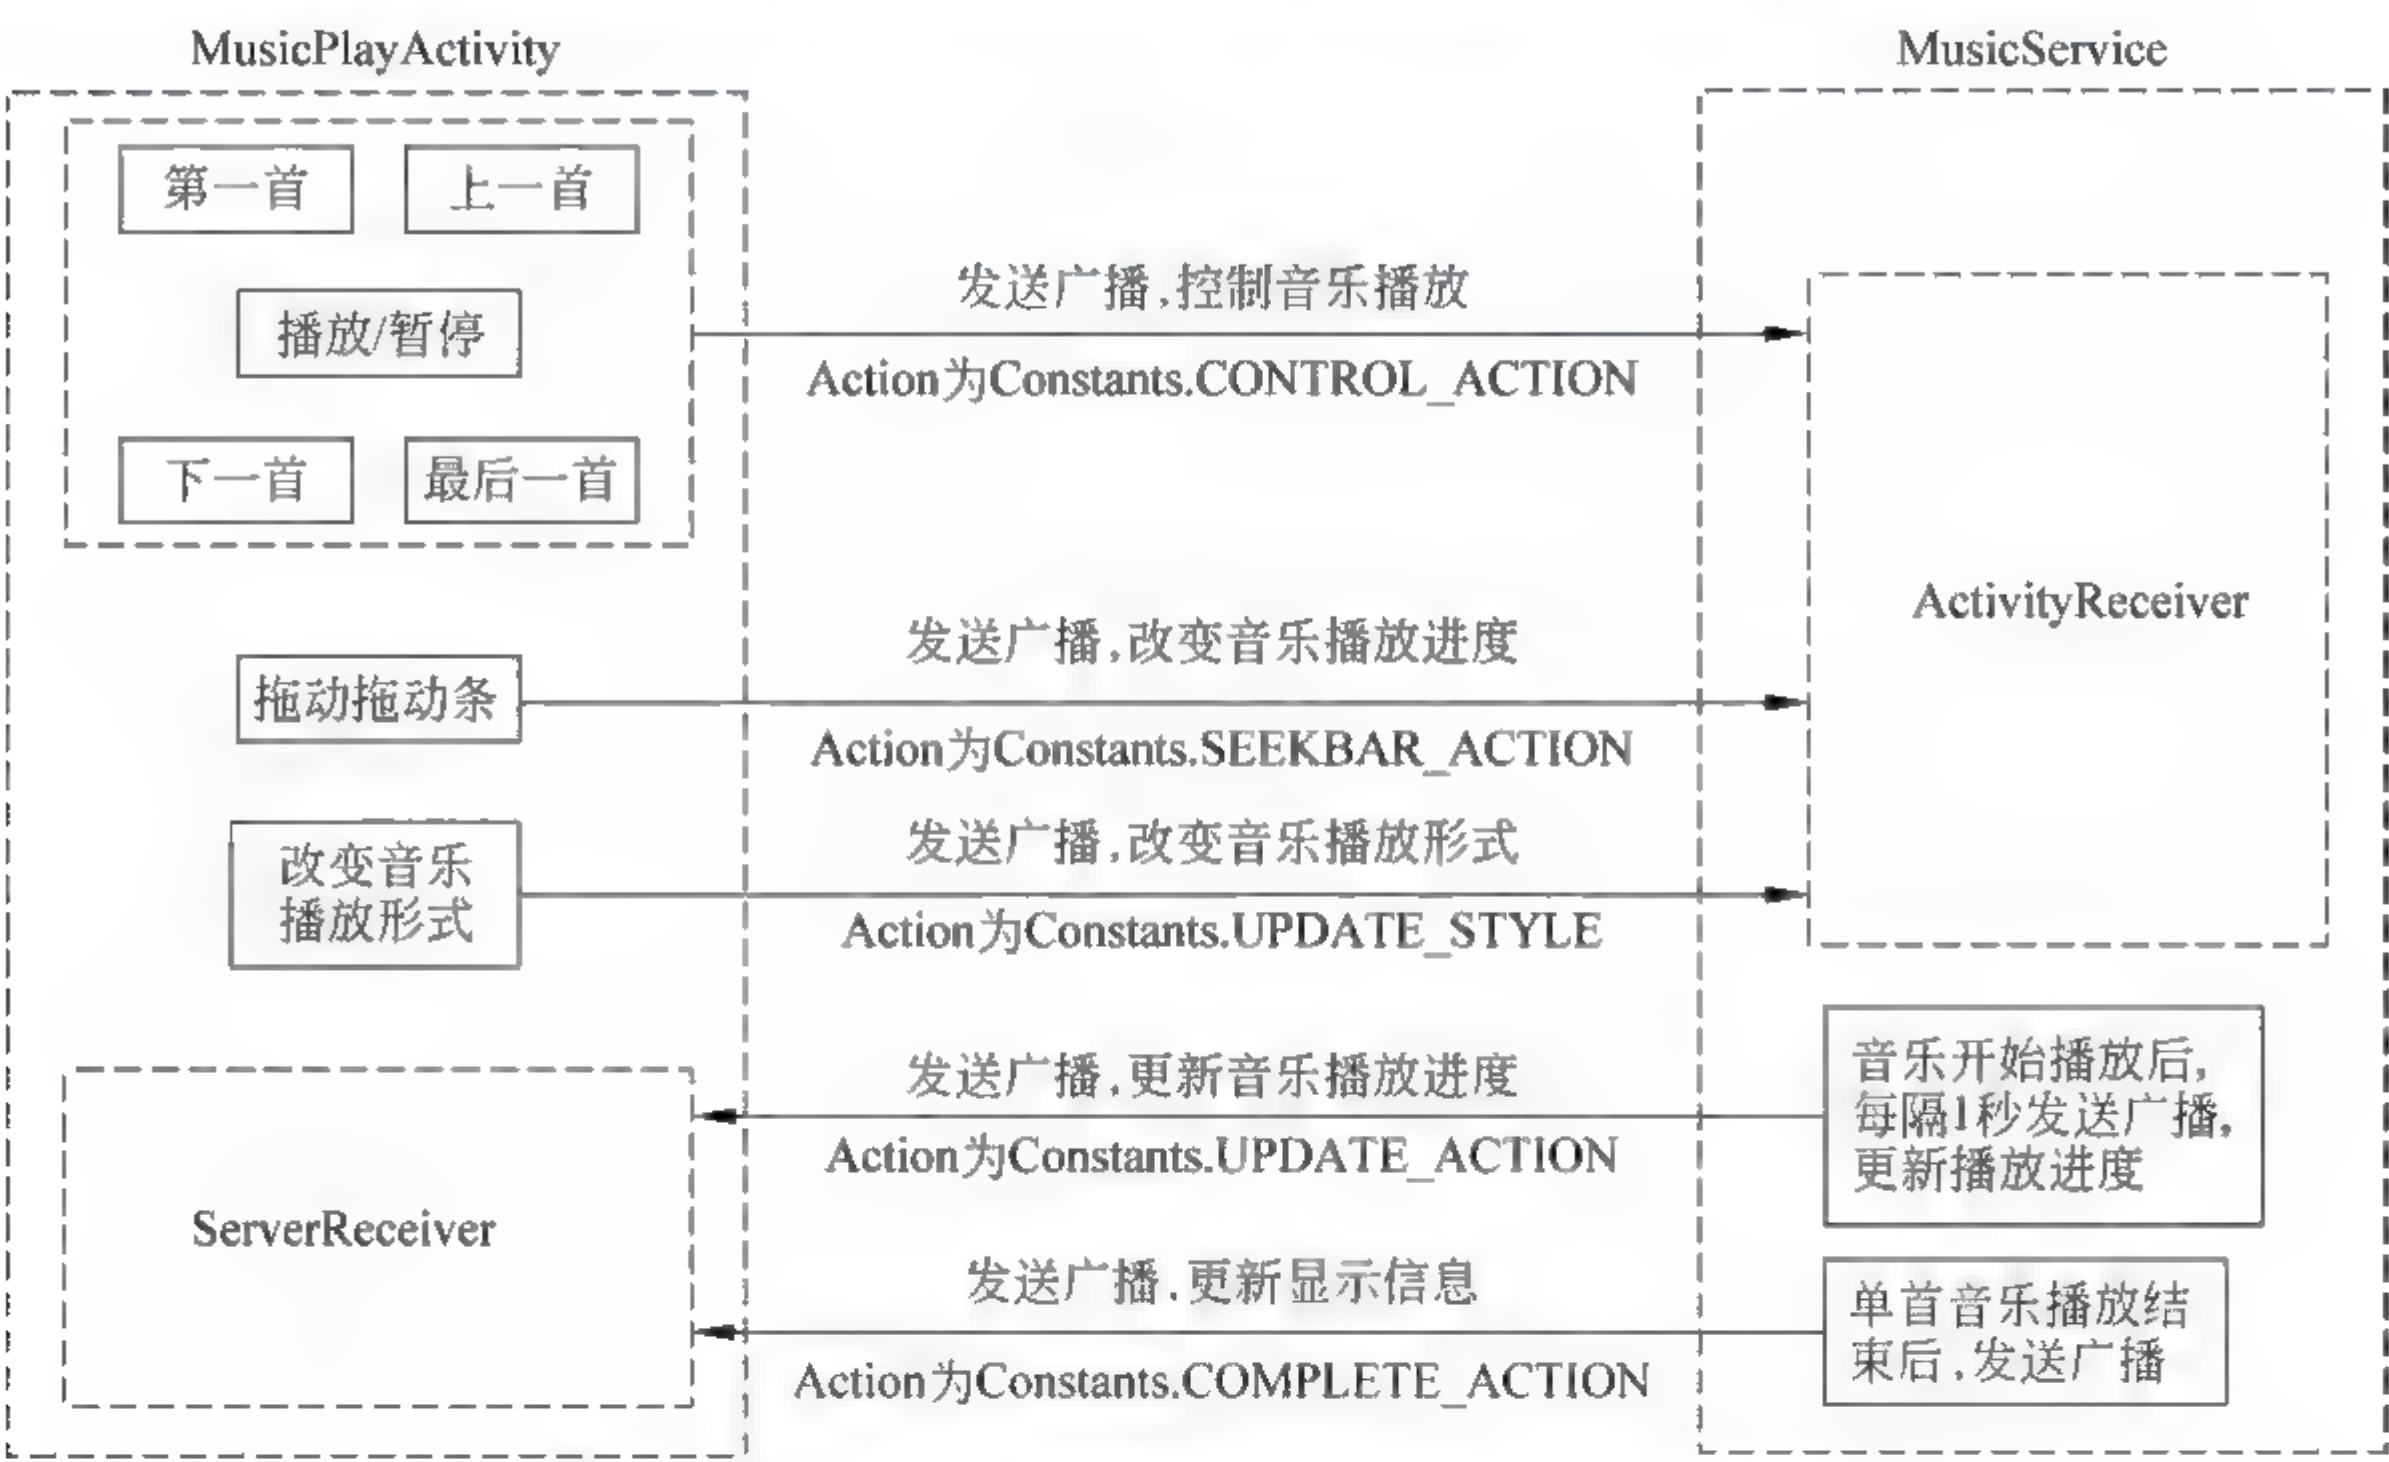 MusicPlayActivity
MusicService
第一首
上一首
播放/暂停
下一首
最后一首
发送广播,控制音乐播放
Action为Constants.CONTROL_ACTION
ActivityReceiver
拖动拖动条
发送广播,改变音乐播放进度
Action为Constants.SEEKBAR_ACTION
改变音乐
播放形式
发送广播,改变音乐播放形式
Action为Constants.UPDATE_STYLE
ServerReceiver
发送广播,更新音乐播放进度
Action为Constants.UPDATE_ACTION
音乐开始播放后,
每隔1秒发送广播,
更新播放进度
发送广播,更新显示信息
Action为Constants.COMPLETE_ACTION
单首音乐播放结
束后,发送广播